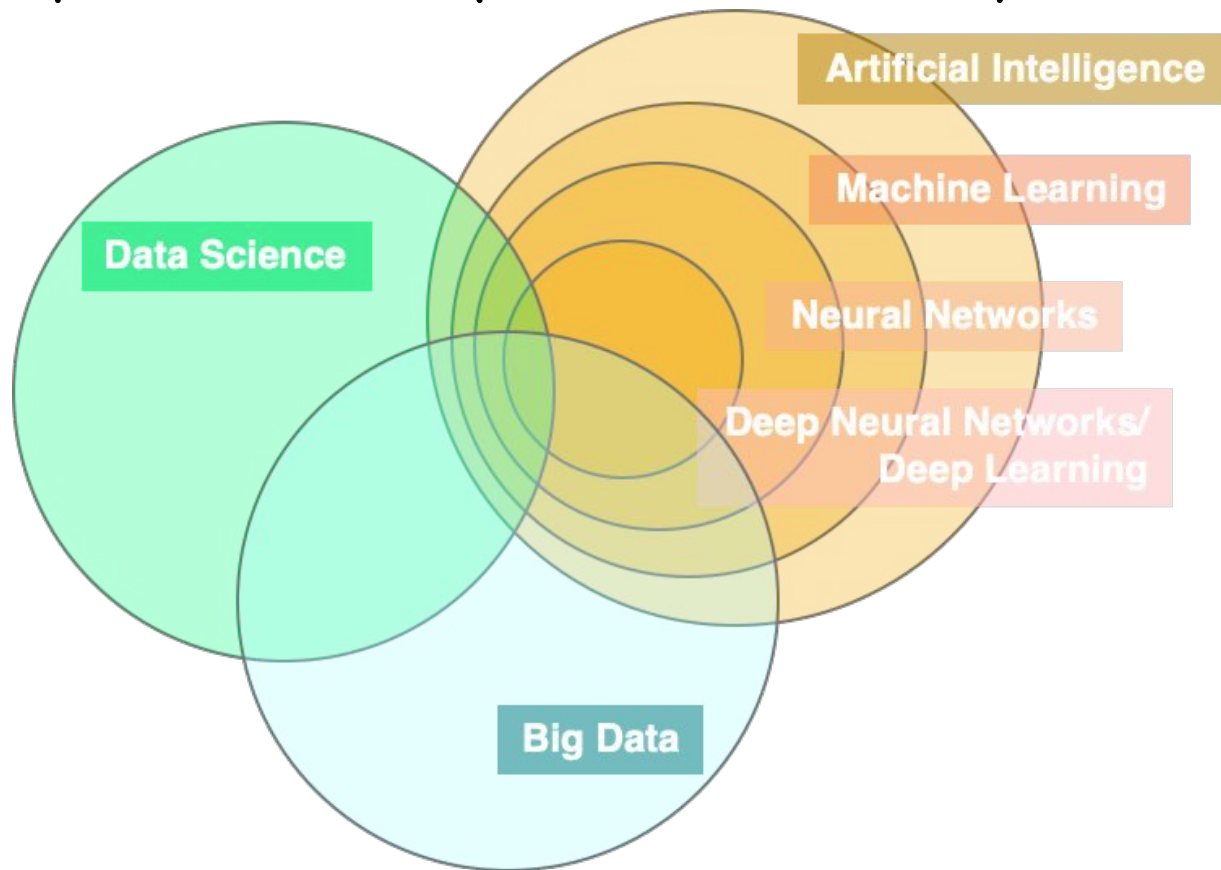 Artificial Intelligence
Machine Learning
Data Science
Neural Networks
Deep Neural Networks/
Deep Learning
Big Data